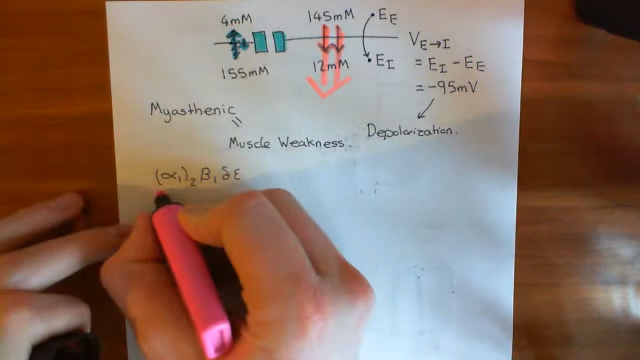 4mM 145mM E_E
155mM 12mM E_I
V_E→I
= E_I - E_E
= -95mV
Myasthenic
Muscle Weakness. Depolarization.
(α₁)₂ β₁ δ ε